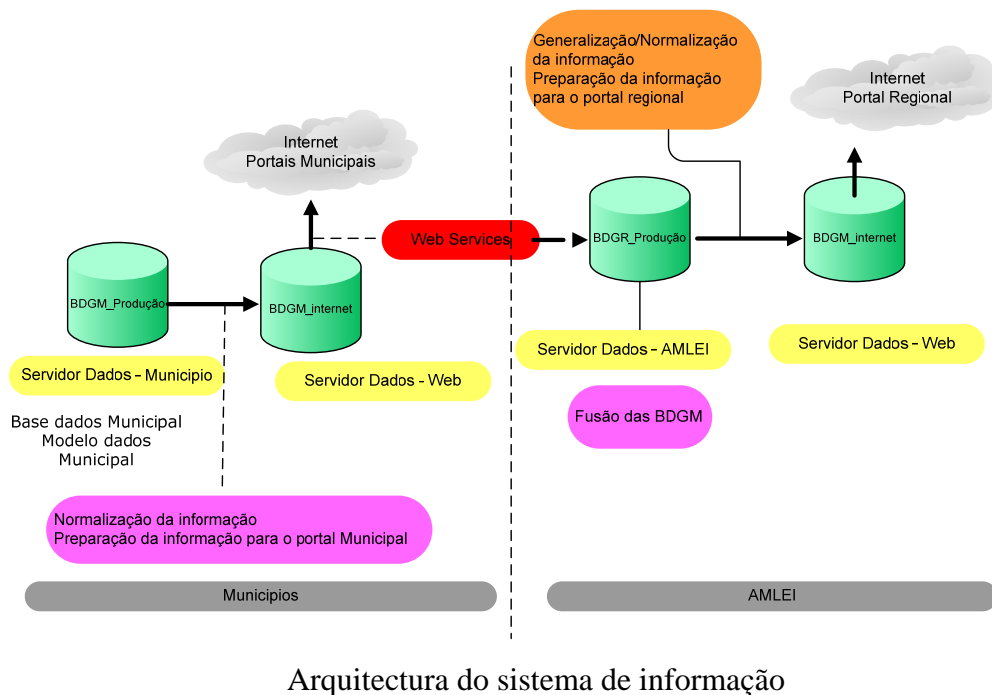 Generalização/Normalização
da informação
Preparação da informação
para o portal regional
Internet
Portal Regional
Internet
Portais Municipais
Web Services
BDGR_Produção
BDGM_internet
BDGM_Produção
BDGM_internet
Servidor Dados - AMLEI
Servidor Dados - Web
Servidor Dados - Municipio
Servidor Dados - Web
Base dados Municipal
Modelo dados
Municipal
Fusão das BDGM
Normalização da informação
Preparação da informação para o portal Municipal
Municipios
AMLEI
Arquitectura do sistema de informação